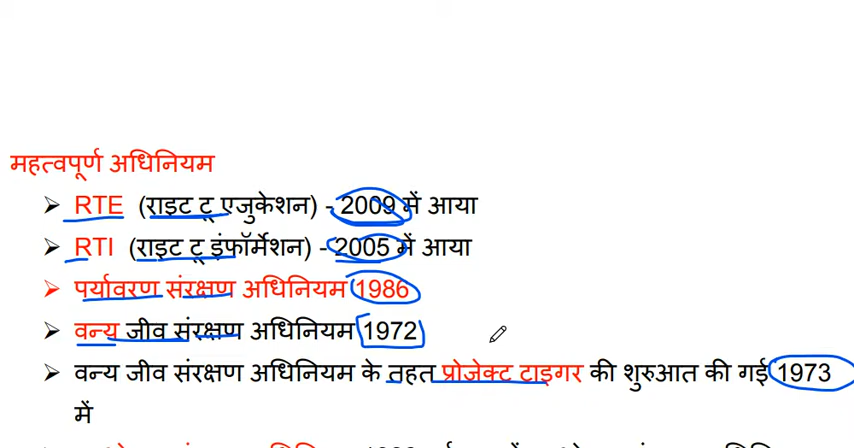 महत्वपूर्ण अधिनियम
➢ RTE (राइट टू एजुकेशन) - 2009 में आया
➢ RTI (राइट टू इंफॉर्मेशन) - 2005 में आया
➢ पर्यावरण संरक्षण अधिनियम 1986
➢ वन्य जीव संरक्षण अधिनियम 1972
➢ वन्य जीव संरक्षण अधिनियम के तहत प्रोजेक्ट टाइगर की शुरुआत की गई 1973
में